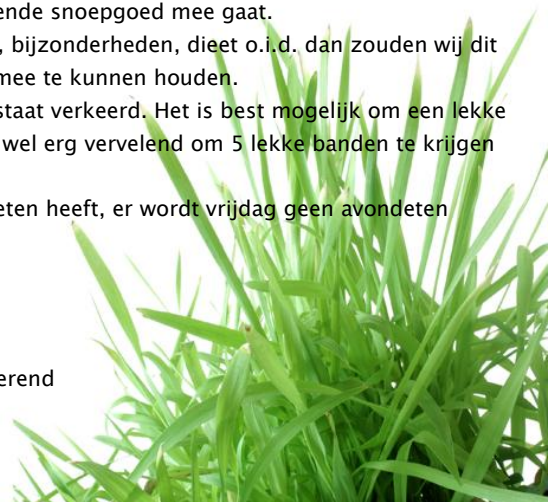 ende snoepgoed mee gaat.
, bijzonderheden, dieet o.i.d. dan zouden wij dit
mee te kunnen houden.
staat verkeerd. Het is best mogelijk om een lekke
wel erg vervelend om 5 lekke banden te krijgen
eten heeft, er wordt vrijdag geen avondeten
erend